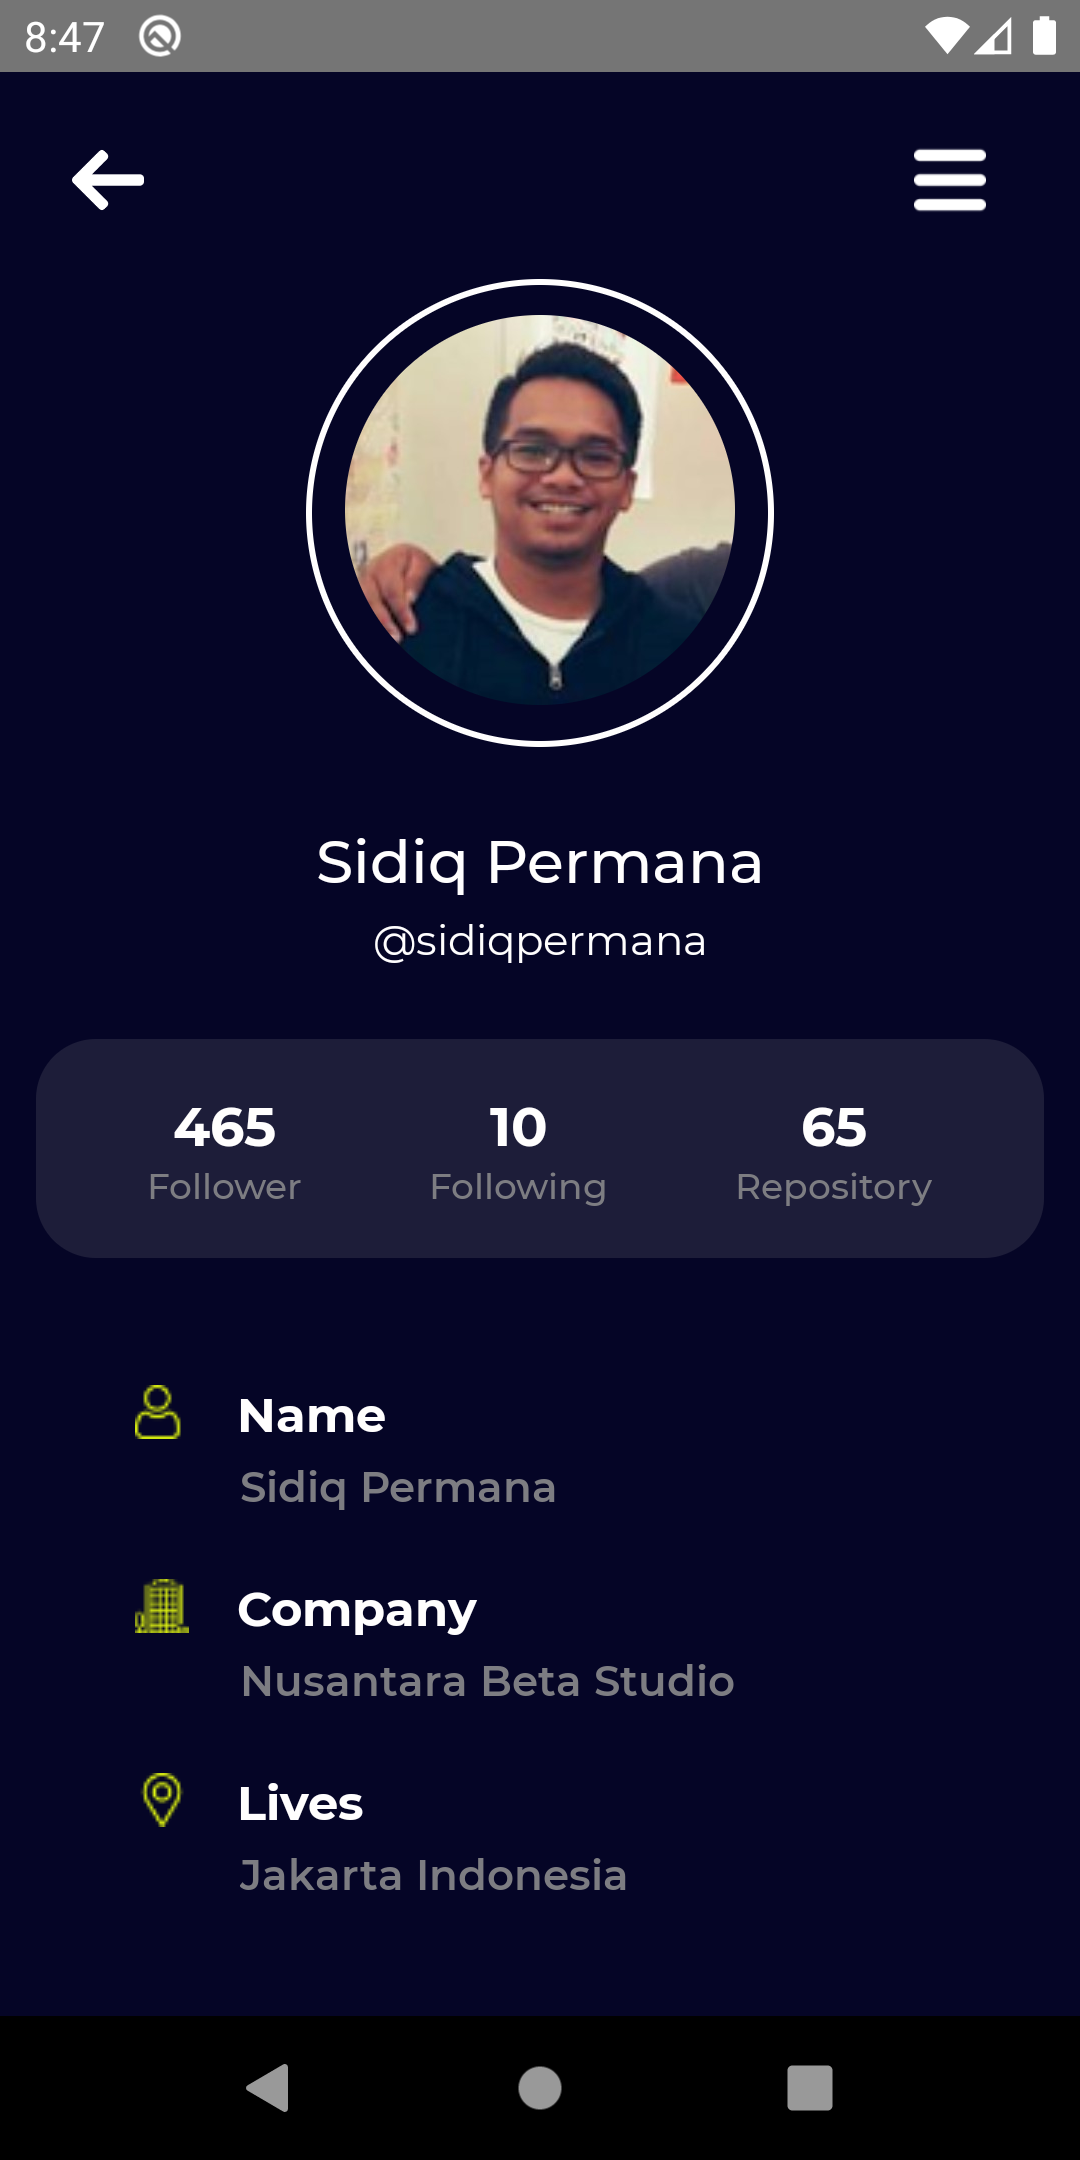 8:47
Sidiq Permana
@sidiqpermana
465 10 65
Follower Following Repository
Name
Sidiq Permana
Company
Nusantara Beta Studio
Lives
Jakarta Indonesia